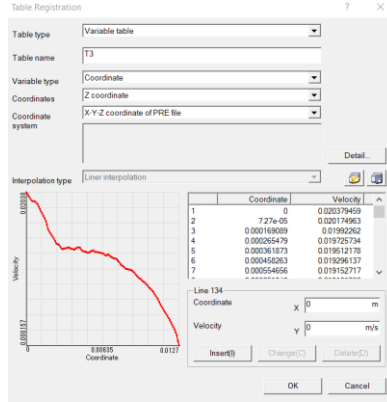 Table Registration ? ×
Table type Variable table
Table name T3
Variable type Coordinate
Coordinates Z coordinate
Coordinate system X-Y-Z coordinate of PRE file
Detail...
Interpolation type Liner interpolation
Coordinate Velocity
1 0 0.020379459
2 7.27e-05 0.020174963
3 0.000169089 0.01992262
4 0.000265479 0.019725734
5 0.000361873 0.019512178
6 0.000458263 0.019296137
7 0.000554656 0.019152717
Velocity
0.000157
0 0.00635 0.0127
Coordinate
Line 134
Coordinate X 0 m
Velocity Y 0 m/s
Insert(I) Change(C) Delete(D)
OK Cancel